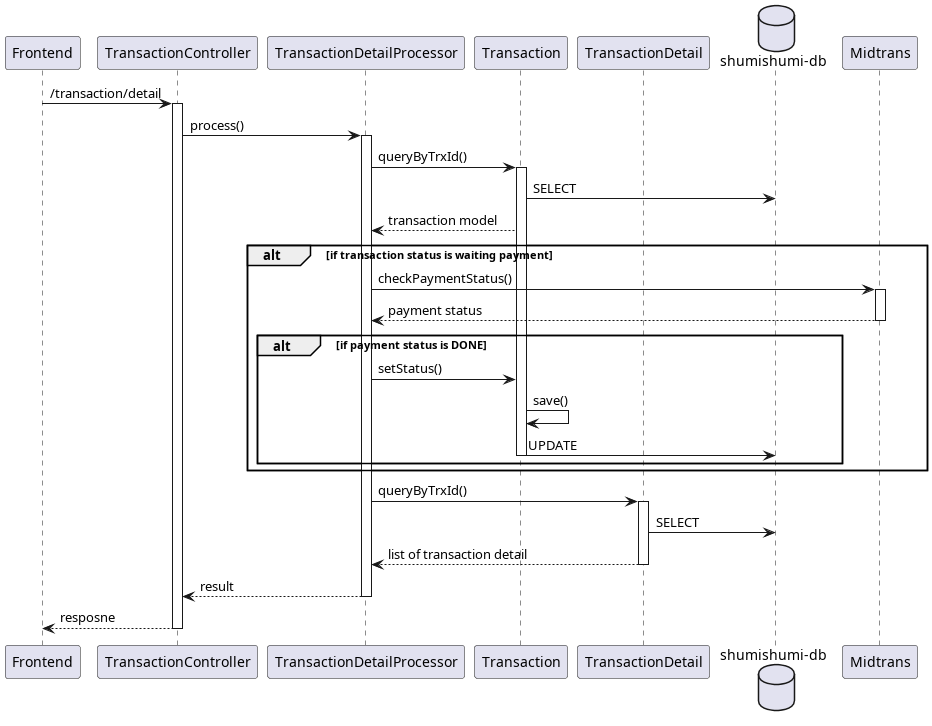 shumishumi-db
Frontend
TransactionController
TransactionDetailProcessor
Transaction
TransactionDetail
Midtrans
/transaction/detail
process()
queryByTrxId()
SELECT
transaction model
alt [if transaction status is waiting payment]
checkPaymentStatus()
payment status
alt [if payment status is DONE]
setStatus()
save()
UPDATE
queryByTrxId()
SELECT
list of transaction detail
result
resposne
Frontend
TransactionController
TransactionDetailProcessor
Transaction
TransactionDetail
shumishumi-db
Midtrans